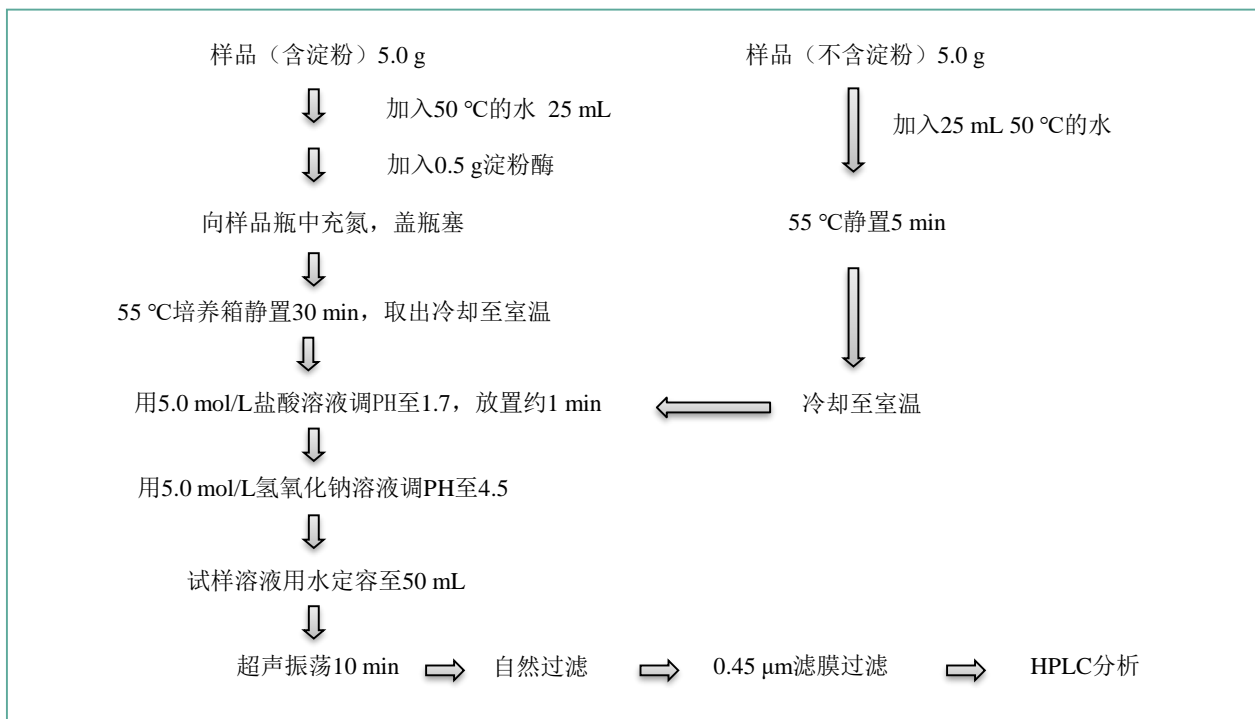 样品（含淀粉）5.0 g
样品（不含淀粉）5.0 g
加入50 ℃的水 25 mL
加入25 mL 50 ℃的水
加入0.5 g淀粉酶
向样品瓶中充氮，盖瓶塞
55 ℃静置5 min
55 ℃培养箱静置30 min，取出冷却至室温
用5.0 mol/L盐酸溶液调PH至1.7，放置约1 min
冷却至室温
用5.0 mol/L氢氧化钠溶液调PH至4.5
试样溶液用水定容至50 mL
超声振荡10 min
自然过滤
0.45 μm滤膜过滤
HPLC分析